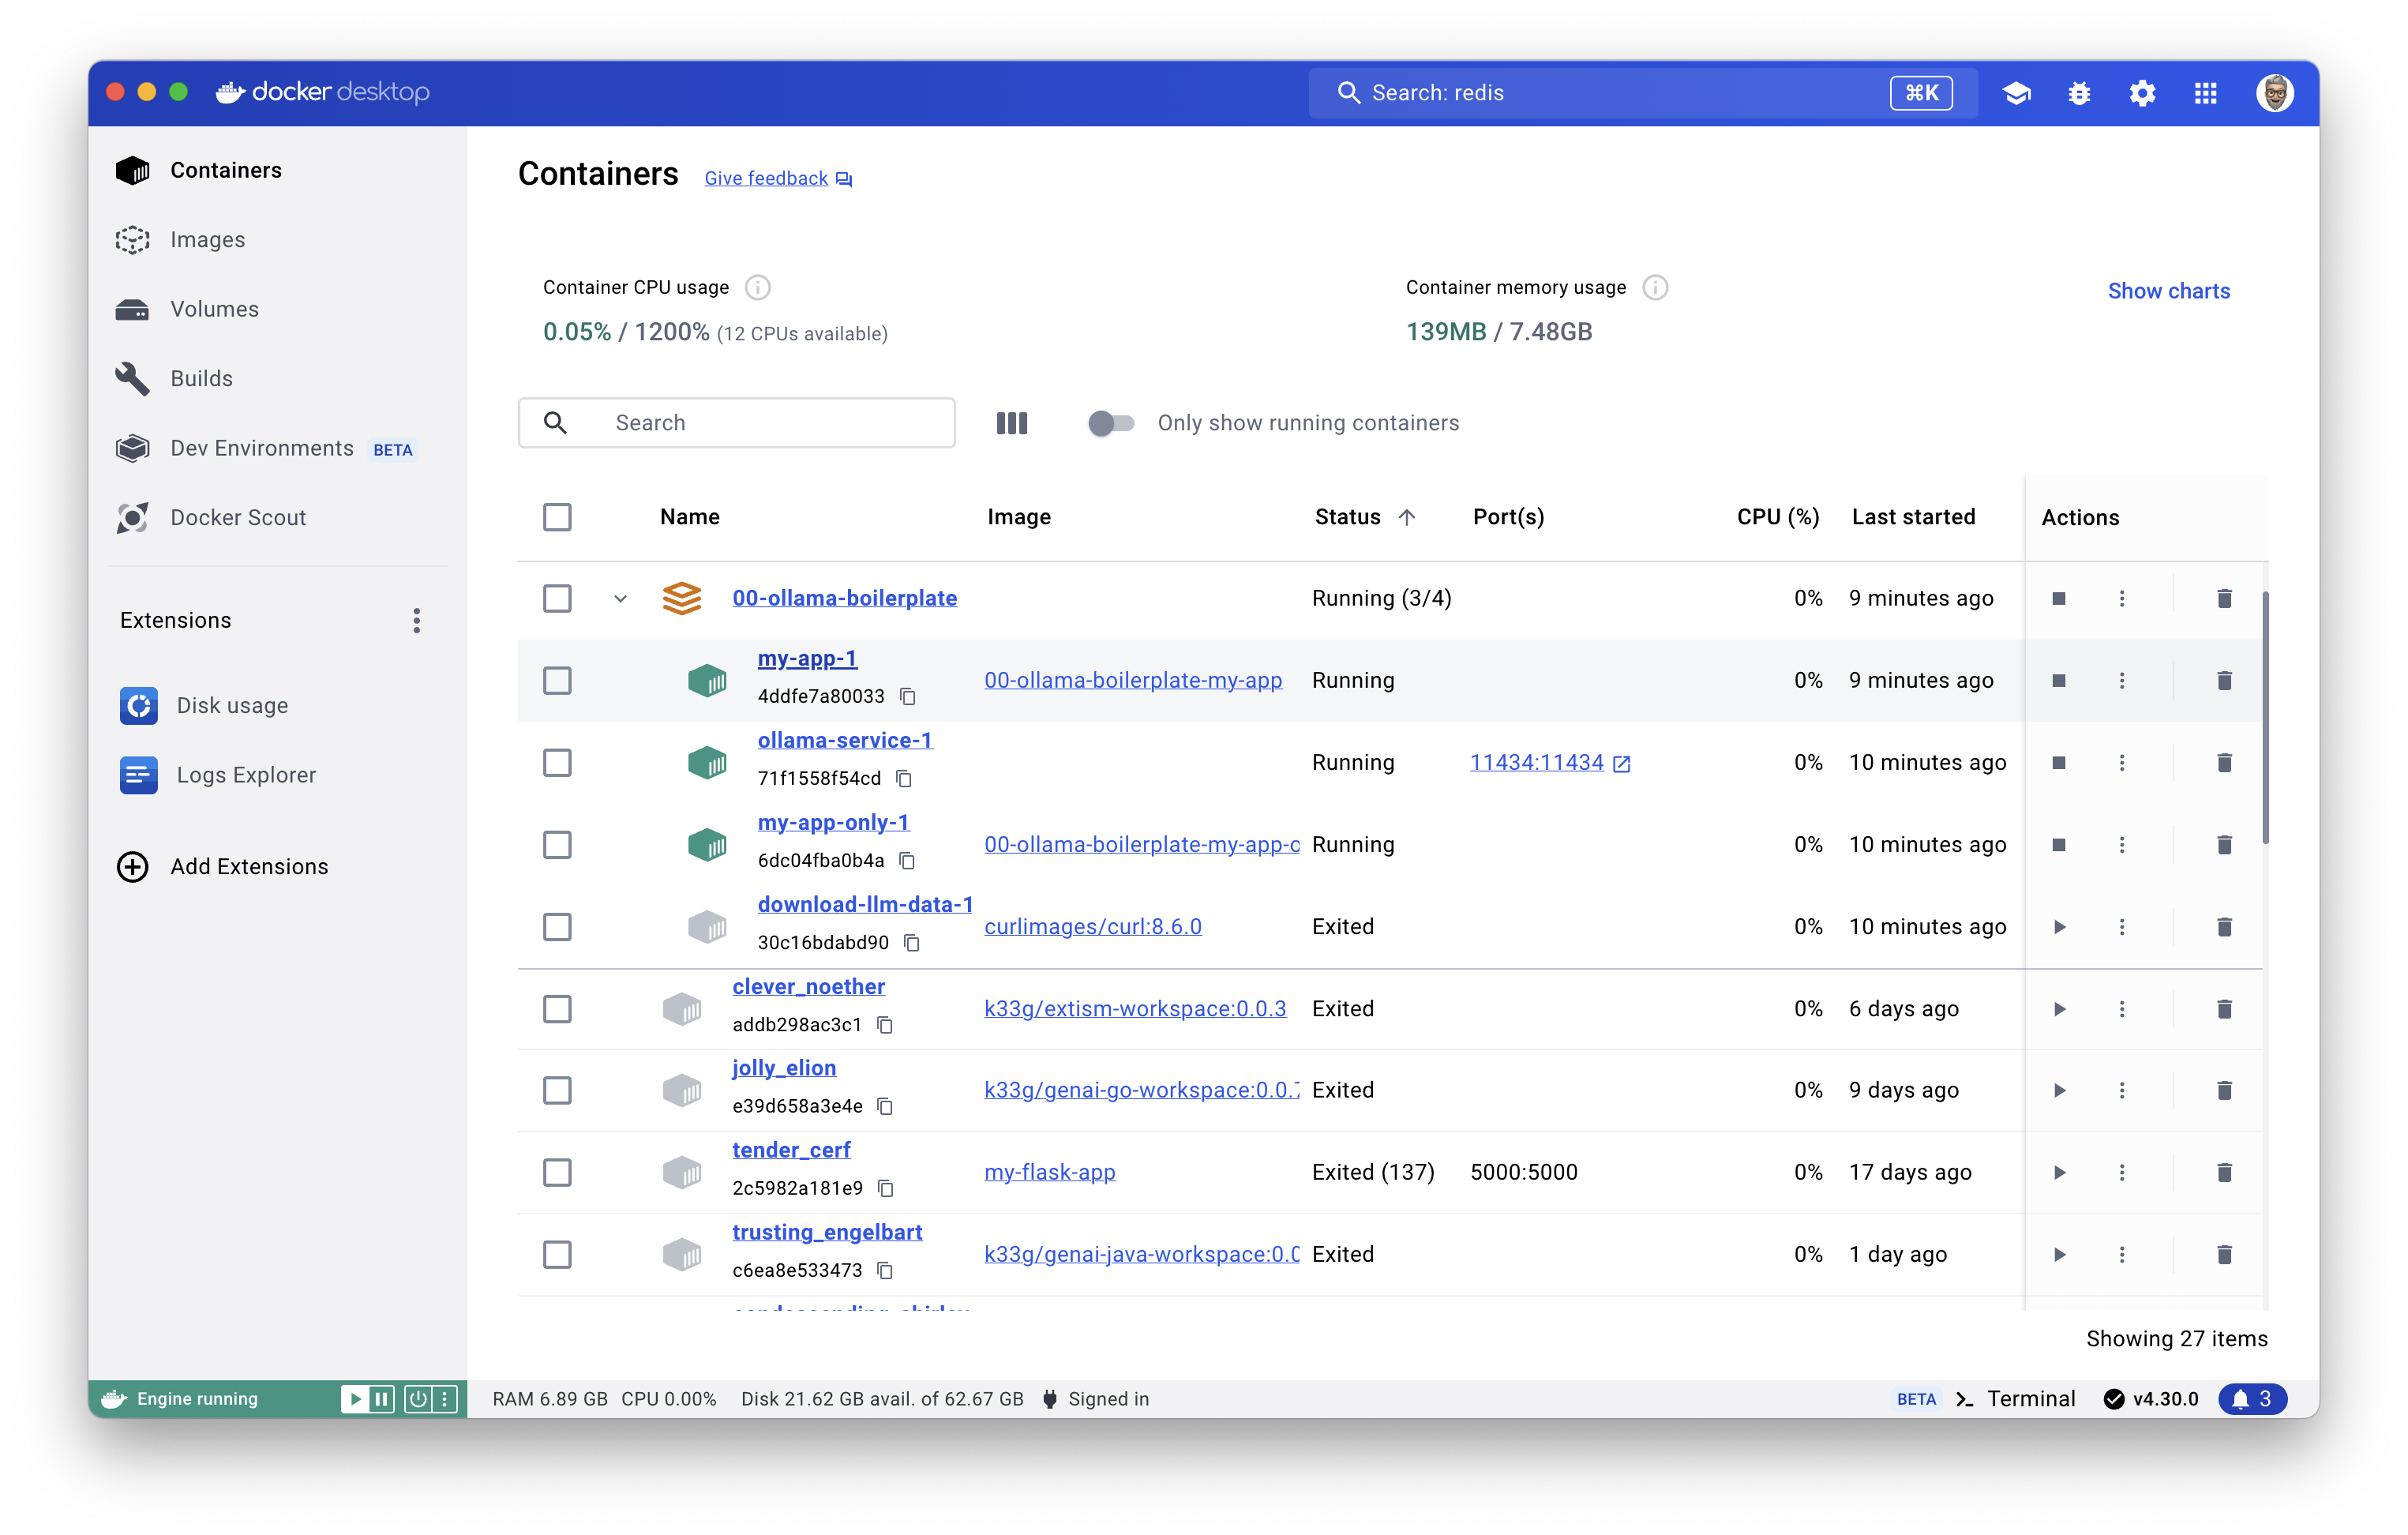 docker desktop
Search: redis
⌘K
Containers
Images
Volumes
Builds
Dev Environments BETA
Docker Scout
Extensions
Disk usage
Logs Explorer
Add Extensions
Containers Give feedback
Container CPU usage
0.05% / 1200% (12 CPUs available)
Container memory usage
139MB / 7.48GB
Show charts
Search
Only show running containers
Name Image Status Port(s) CPU (%) Last started Actions
00-ollama-boilerplate Running (3/4) 0% 9 minutes ago
my-app-1
4ddfe7a80033
00-ollama-boilerplate-my-app Running 0% 9 minutes ago
ollama-service-1
71f1558f54cd
Running 11434:11434 0% 10 minutes ago
my-app-only-1
6dc04fba0b4a
00-ollama-boilerplate-my-app-o Running 0% 10 minutes ago
download-llm-data-1
30c16bdabd90
curlimages/curl:8.6.0 Exited 0% 10 minutes ago
clever_noether
addb298ac3c1
k33g/extism-workspace:0.0.3 Exited 0% 6 days ago
jolly_elion
e39d658a3e4e
k33g/genai-go-workspace:0.0. Exited 0% 9 days ago
tender_cerf
2c5982a181e9
my-flask-app Exited (137) 5000:5000 0% 17 days ago
trusting_engelbart
c6ea8e533473
k33g/genai-java-workspace:0.0 Exited 0% 1 day ago
Showing 27 items
Engine running
RAM 6.89 GB CPU 0.00% Disk 21.62 GB avail. of 62.67 GB Signed in
BETA Terminal v4.30.0 3